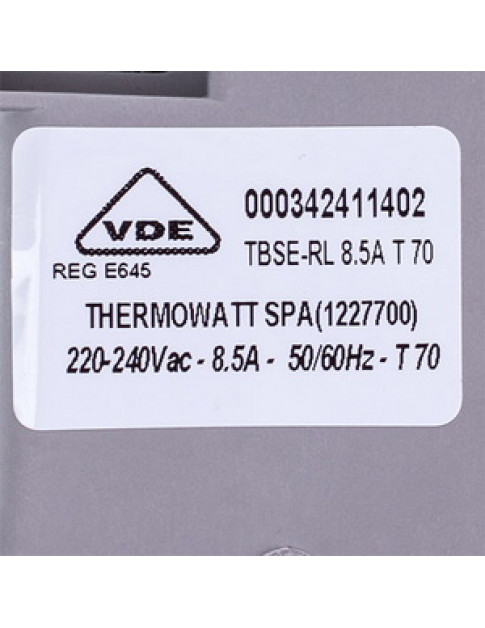 VDE
REG E645
000342411402
TBSE-RL 8.5A T 70
THERMOWATT SPA(1227700)
220-240Vac - 8.5A - 50/60Hz - T 70